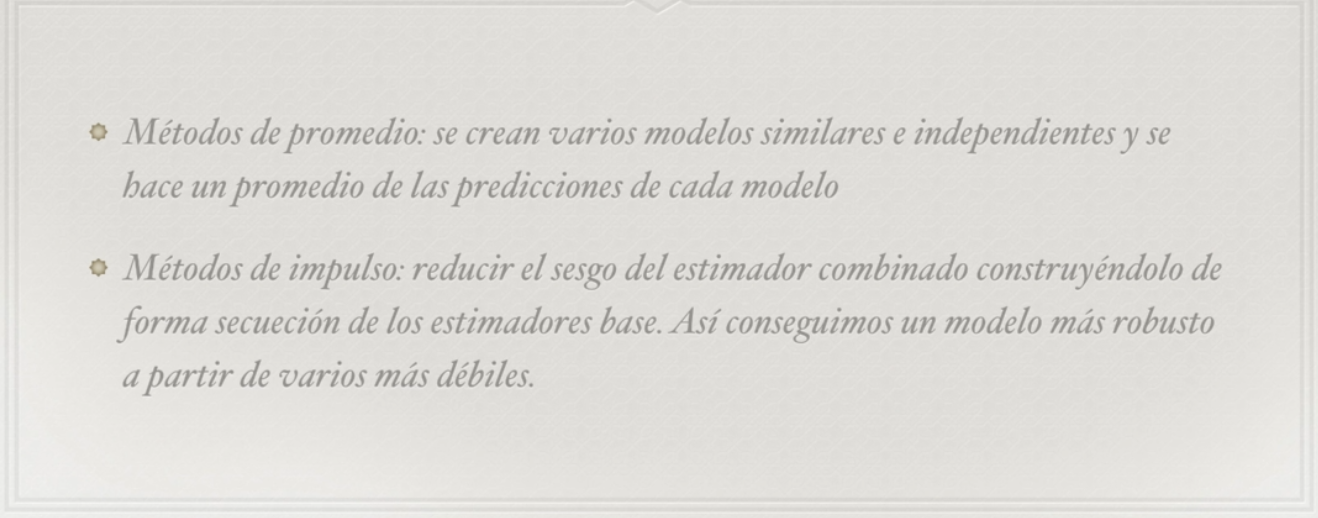 Métodos de promedio: se crean varios modelos similares e independientes y se
hace un promedio de las predicciones de cada modelo
Métodos de impulso: reducir el sesgo del estimador combinado construyéndolo de
forma secueción de los estimadores base. Así conseguimos un modelo más robusto
a partir de varios más débiles.